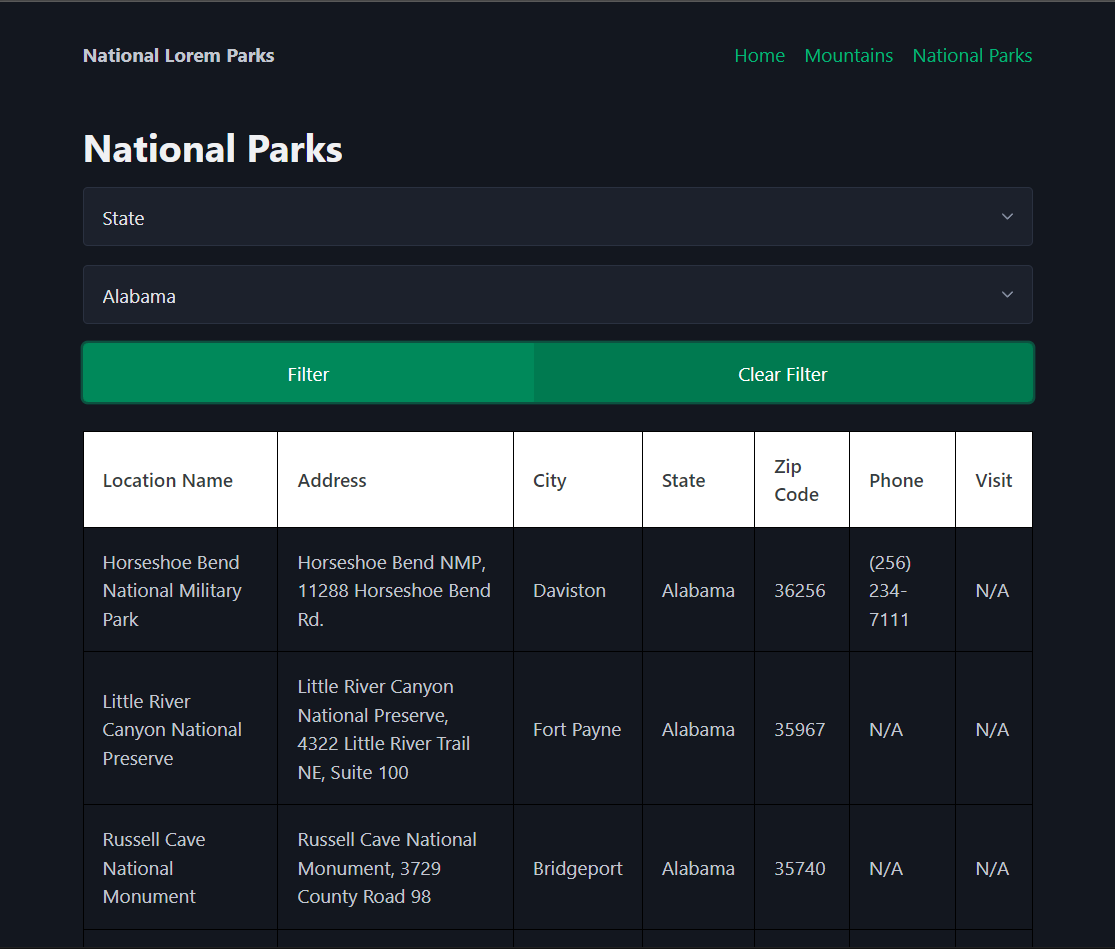 National Lorem Parks
Home Mountains National Parks
National Parks
State
Alabama
Filter Clear Filter
Location Name Address City State Zip Code Phone Visit
Horseshoe Bend National Military Park Horseshoe Bend NMP, 11288 Horseshoe Bend Rd. Daviston Alabama 36256 (256) 234-7111 N/A
Little River Canyon National Preserve Little River Canyon National Preserve, 4322 Little River Trail NE, Suite 100 Fort Payne Alabama 35967 N/A N/A
Russell Cave National Monument Russell Cave National Monument, 3729 County Road 98 Bridgeport Alabama 35740 N/A N/A